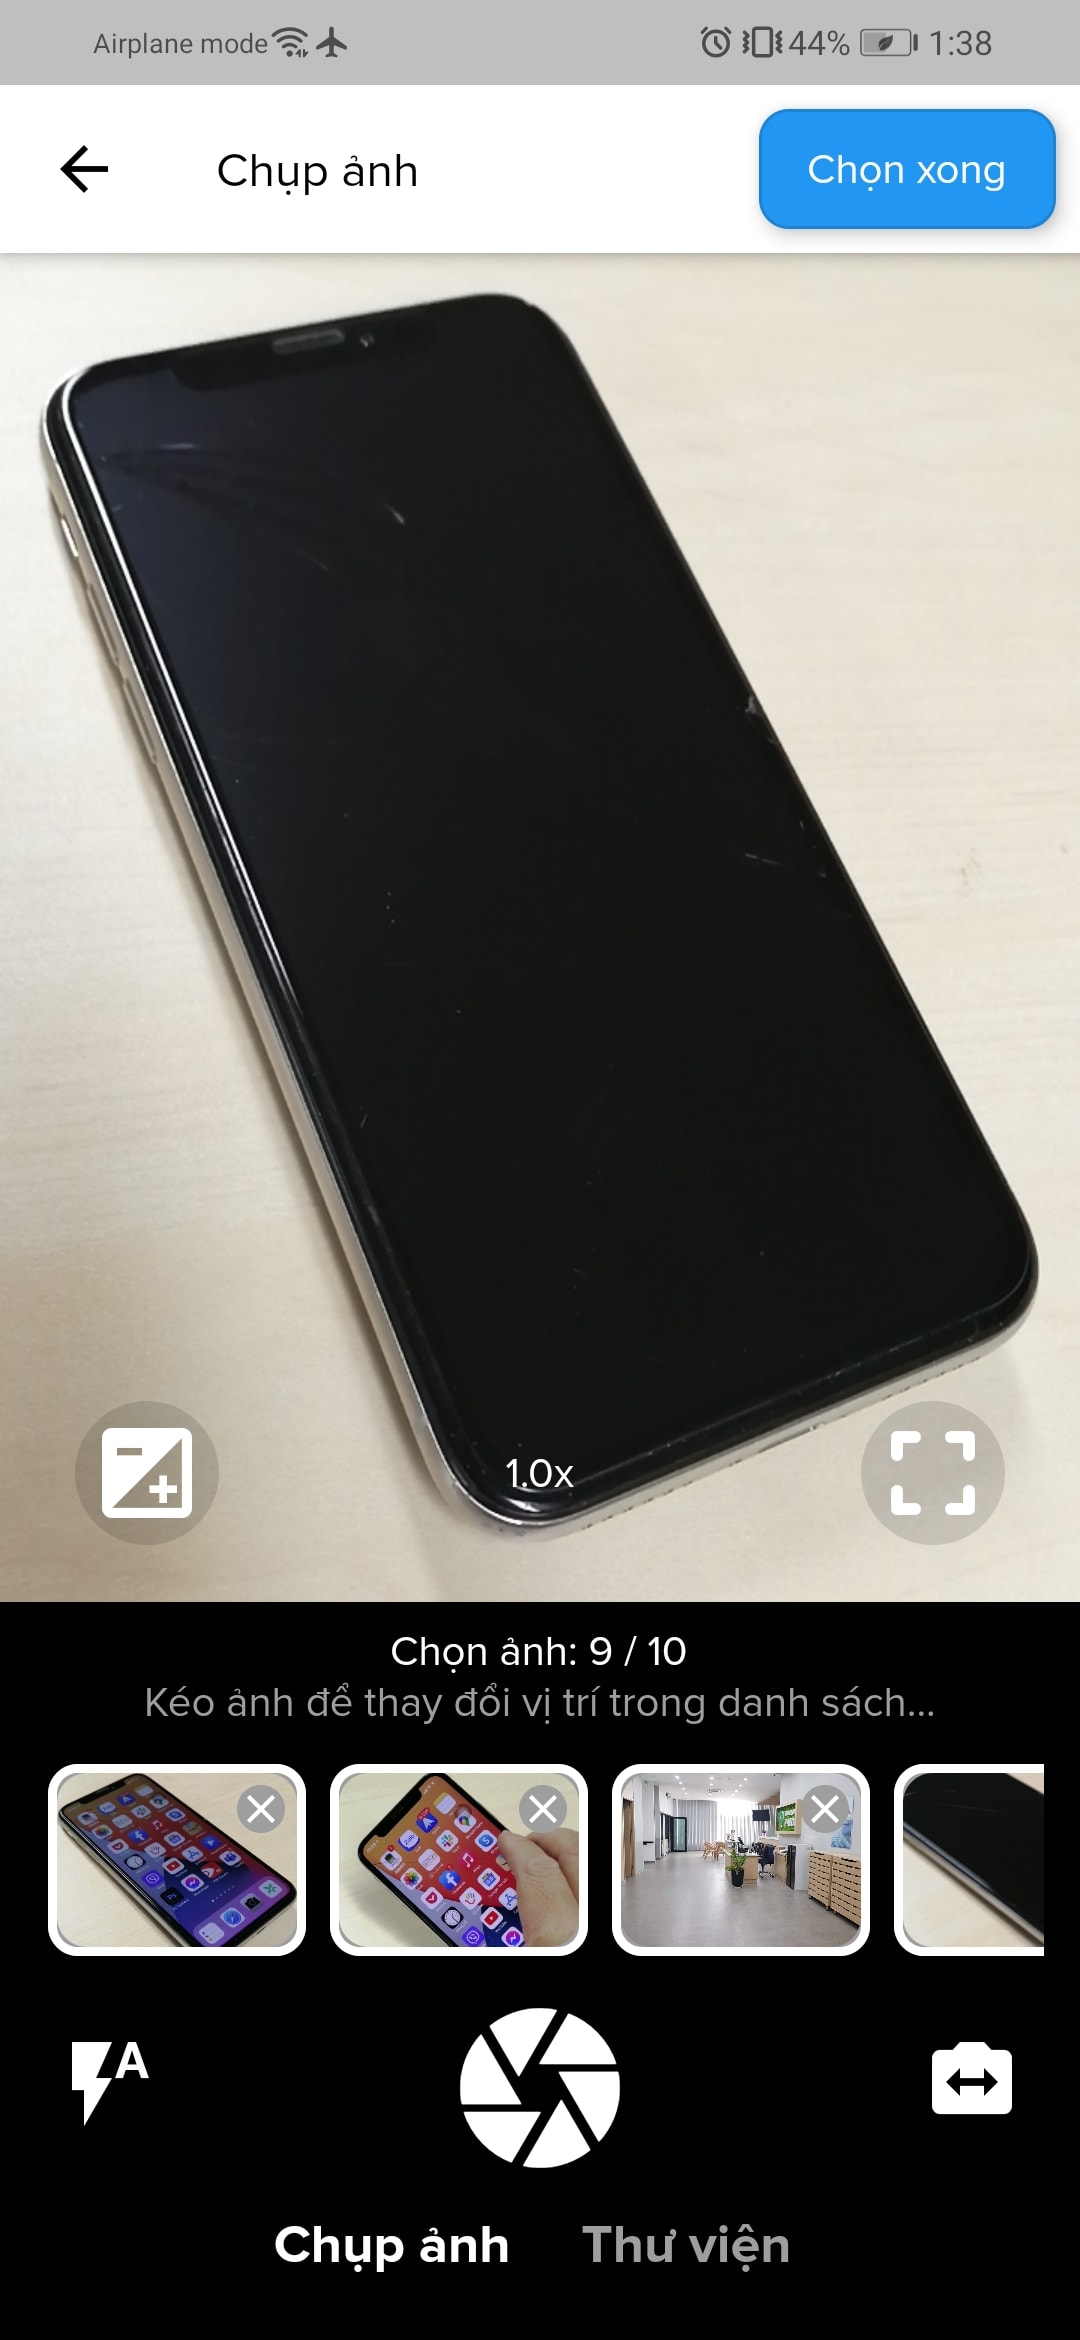 Airplane mode 44% 1:38
Chụp ảnh Chọn xong
1.0x
Chọn ảnh: 9 / 10
Kéo ảnh để thay đổi vị trí trong danh sách...
A
Chụp ảnh Thư viện